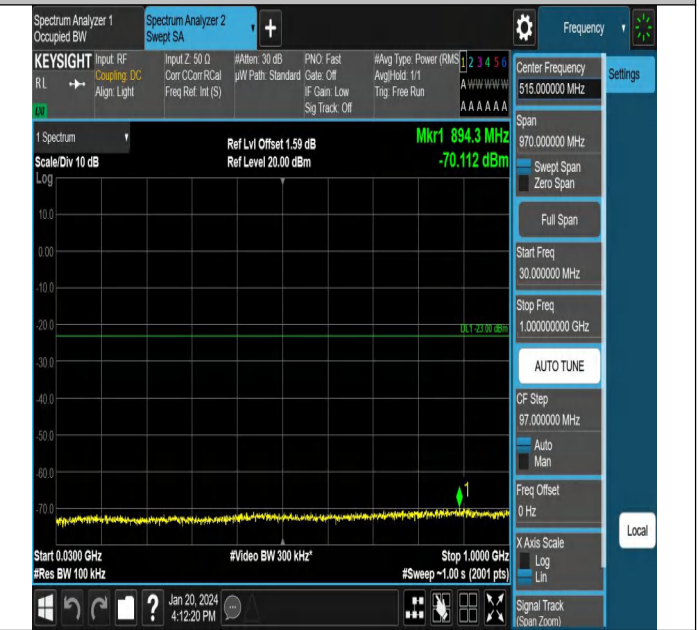 Spectrum Analyzer 1
Occupied BW
Spectrum Analyzer 2
Swept SA
Frequency
KEYSIGHT
RL
LXI
Input: RF
Coupling: DC
Align: Light
Input Z: 50 Ω
Corr CCorr RCal
Freq Ref: Int (S)
#Atten: 30 dB
µW Path: Standard
PNO: Fast
Gate: Off
IF Gain: Low
Sig Track: Off
#Avg Type: Power (RMS
Avg|Hold: 1/1
Trig: Free Run
1 2 3 4 5 6
A W W W W W
A A A A A A
1 Spectrum
Scale/Div 10 dB
Log
Ref Lvl Offset 1.59 dB
Ref Level 20.00 dBm
Mkr1 894.3 MHz
-70.112 dBm
10.0
0.00
-10.0
-20.0
-30.0
-40.0
-50.0
-60.0
-70.0
DL1 -23.00 dBm
1
Start 0.0300 GHz
#Res BW 100 kHz
#Video BW 300 kHz*
Stop 1.0000 GHz
#Sweep ~1.00 s (2001 pts)
Jan 20, 2024
4:12:20 PM
Center Frequency
515.000000 MHz
Settings
Span
970.000000 MHz
Swept Span
Zero Span
Full Span
Start Freq
30.000000 MHz
Stop Freq
1.000000000 GHz
AUTO TUNE
CF Step
97.000000 MHz
Auto
Man
Freq Offset
0 Hz
X Axis Scale
Log
Lin
Local
Signal Track
(Span Zoom)